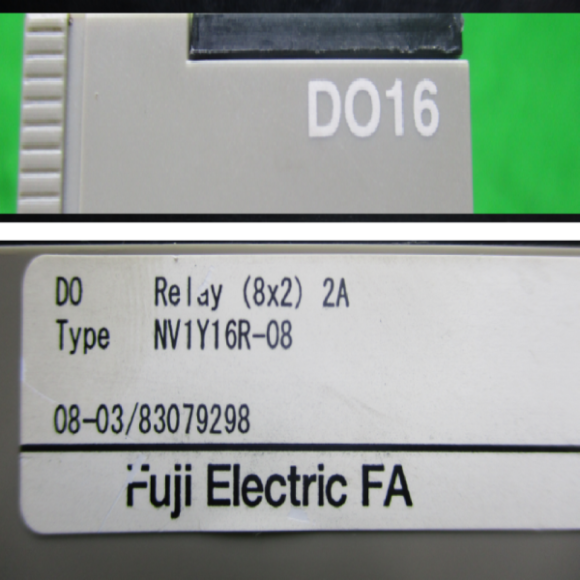 DO16
DO Relay (8x2) 2A
Type NV1Y16R-08
08-03/83079298
Fuji Electric FA